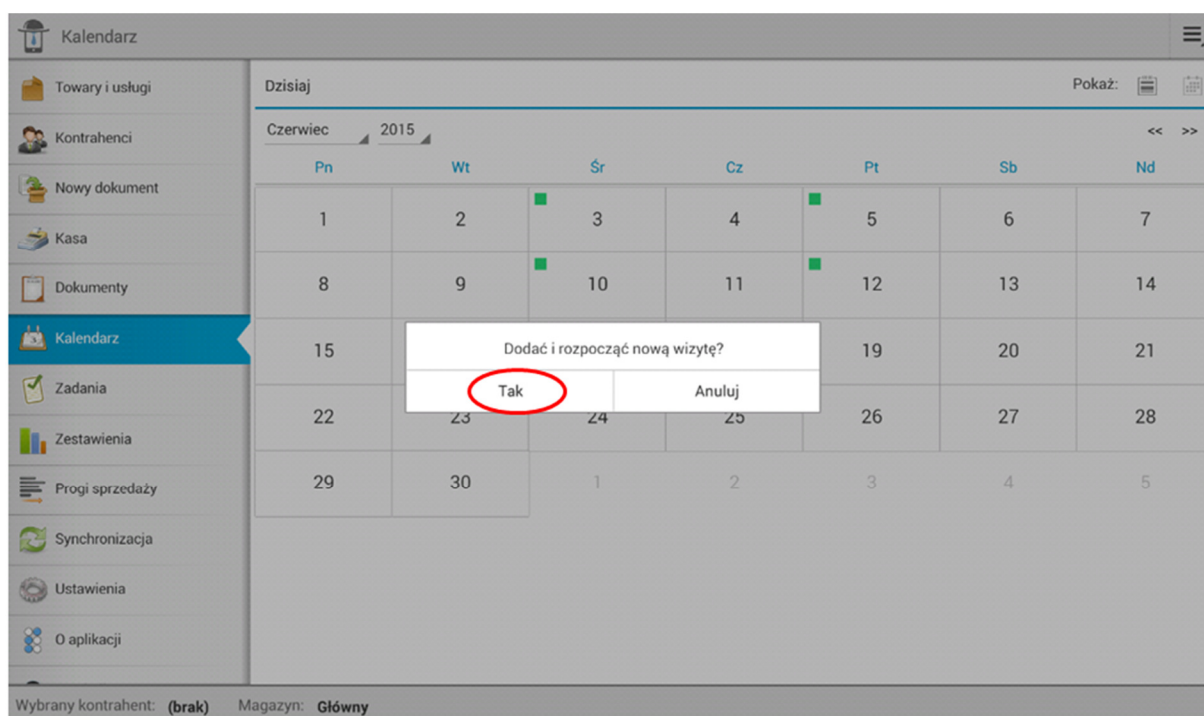 Kalendarz
Towary i usługi
Kontrahenci
Nowy dokument
Kasa
Dokumenty
Kalendarz
Zadania
Zestawienia
Progi sprzedaży
Synchronizacja
Ustawienia
O aplikacji
Dzisiaj Pokaż:
Czerwiec 2015 << >>
Pn Wt Śr Cz Pt Sb Nd
1 2 3 4 5 6 7
8 9 10 11 12 13 14
15 19 20 21
Dodać i rozpocząć nową wizytę?
Tak Anuluj
22 23 24 25 26 27 28
29 30 1 2 3 4 5
Wybrany kontrahent: (brak) Magazyn: Główny